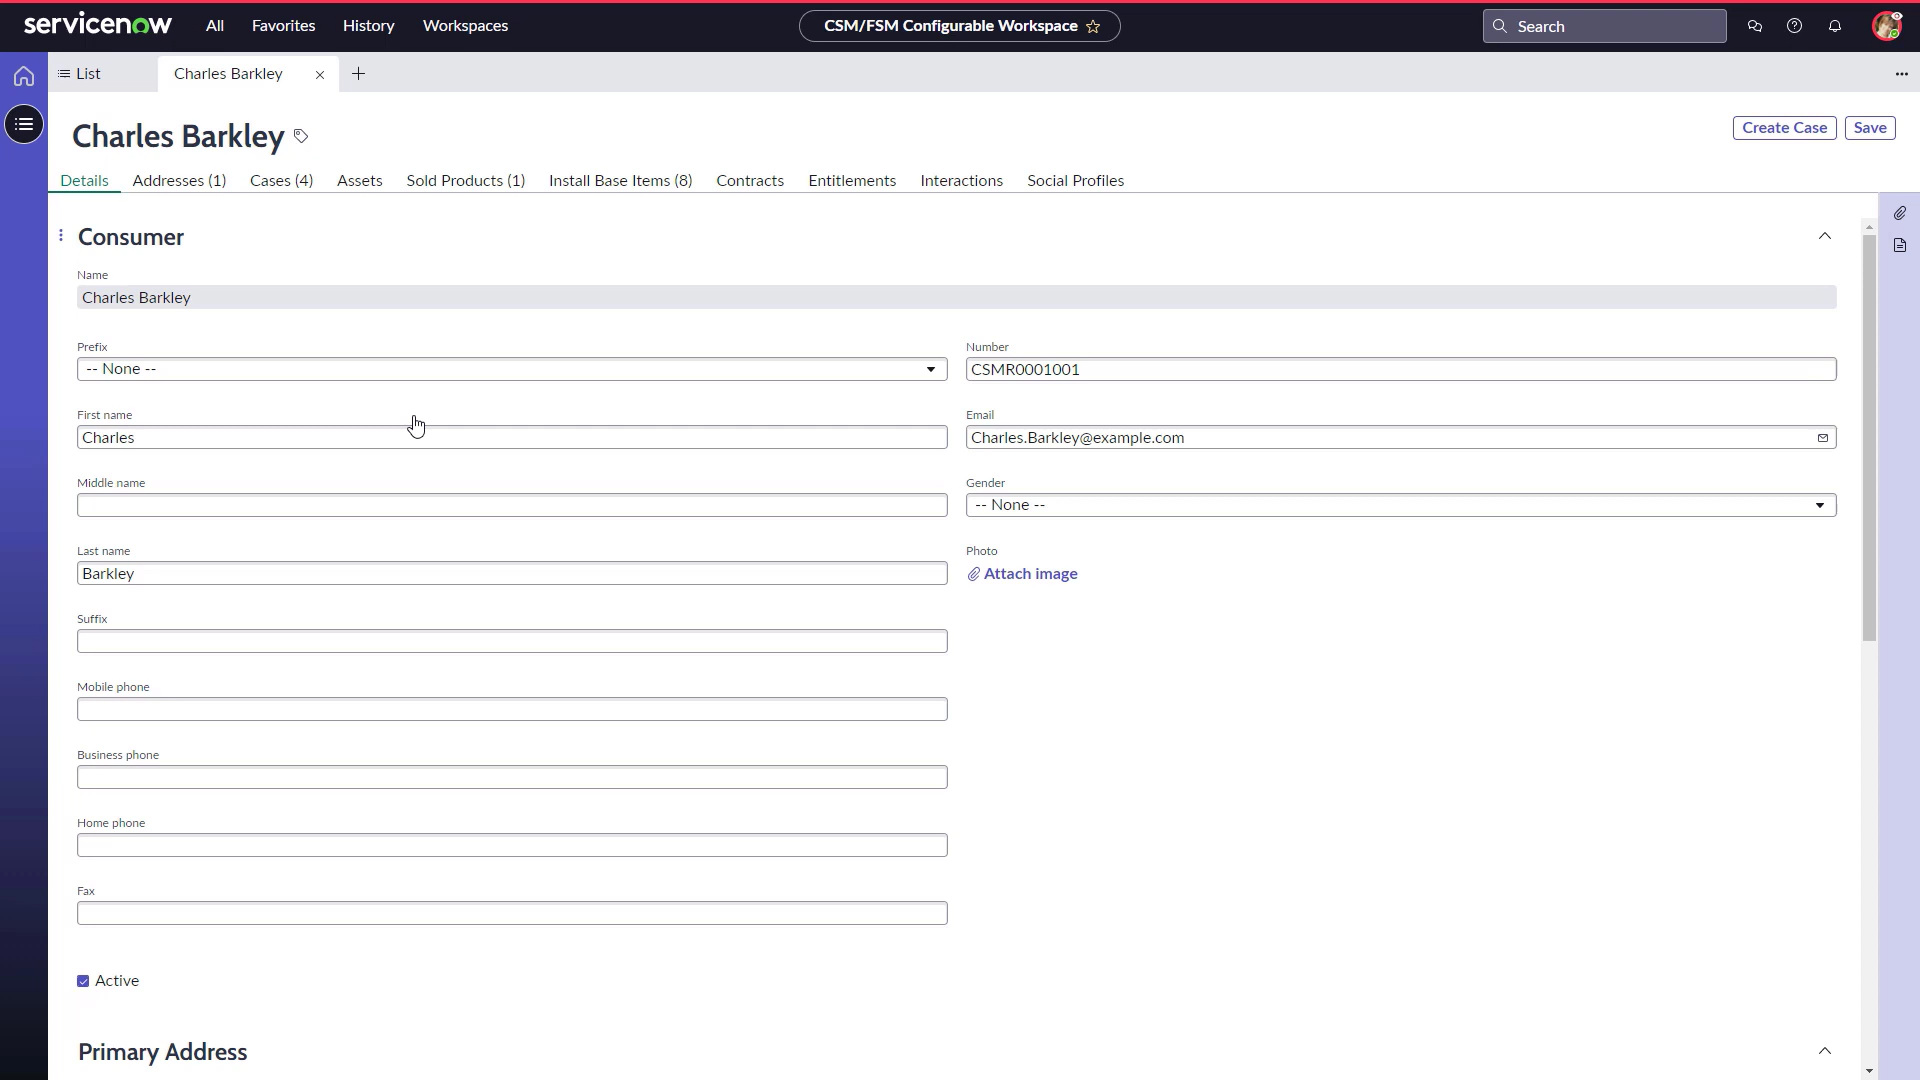 servicenow All Favorites History Workspaces CSM/FSM Configurable Workspace Search
List Charles Barkley
Charles Barkley Create Case Save
Details Addresses (1) Cases (4) Assets Sold Products (1) Install Base Items (8) Contracts Entitlements Interactions Social Profiles
Consumer
Name
Charles Barkley
Prefix Number
-- None -- CSMR0001001
First name Email
Charles Charles.Barkley@example.com
Middle name Gender
-- None --
Last name Photo
Barkley Attach image
Suffix
Mobile phone
Business phone
Home phone
Fax
Active
Primary Address